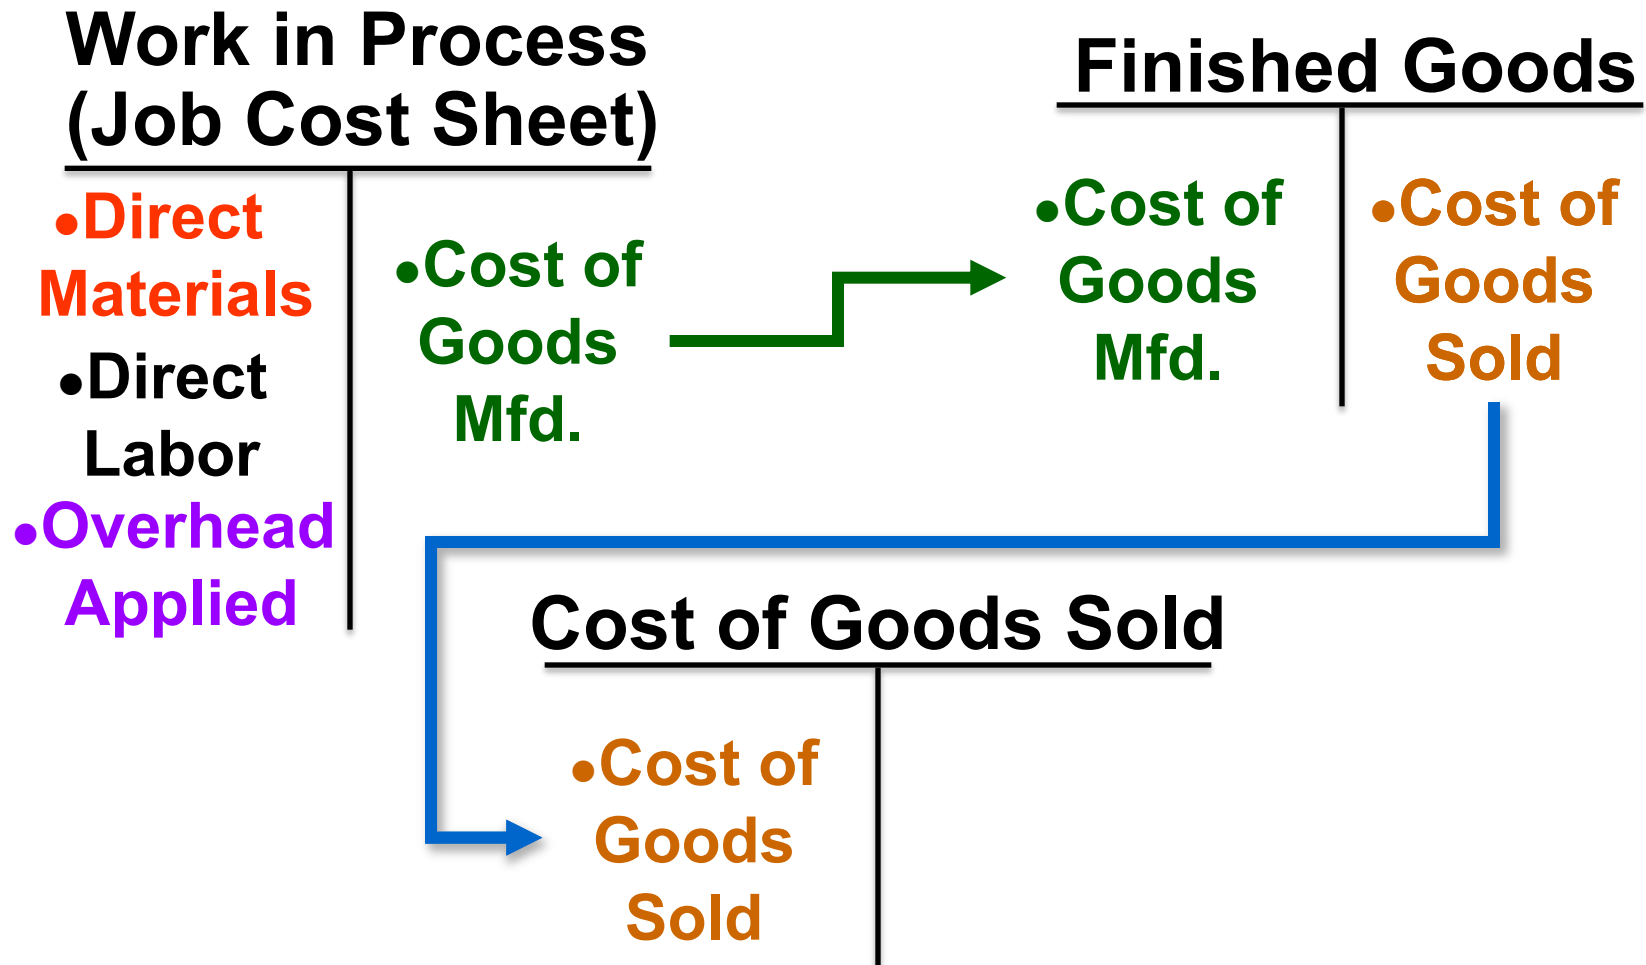 Work in Process
(Job Cost Sheet)
•Direct
Materials
•Direct
Labor
•Overhead
Applied
•Cost of
Goods
Mfd.
Finished Goods
•Cost of
Goods
Mfd.
•Cost of
Goods
Sold
Cost of Goods Sold
•Cost of
Goods
Sold